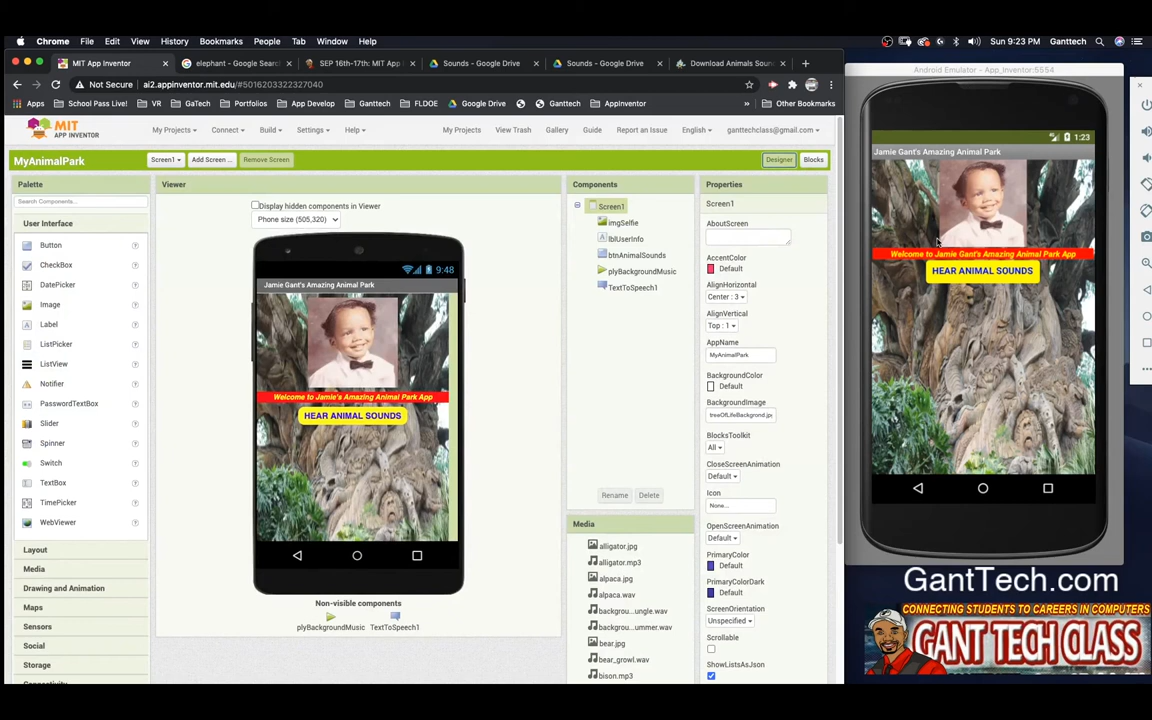 Chrome File Edit View History Bookmarks People Tab Window Help Sun 9:23 PM Ganttech
MIT App Inventor elephant - Google Search SEP 16th-17th: MIT App I Sounds - Google Drive Sounds - Google Drive Download Animals Soun
Not Secure ai2.appinventor.mit.edu/#5016203322327040
Apps School Pass Live! VR GaTech Portfolios App Develop Ganttech FLDOE Google Drive Ganttech AppInventor » Other Bookmarks
MIT APP INVENTOR My Projects Connect Build Settings Help My Projects View Trash Gallery Guide Report an Issue English ganttechclass@gmail.com
MyAnimalPark Screen1 Add Screen ... Remove Screen Designer Blocks
Palette
Search Components...
User Interface
Button
CheckBox
DatePicker
Image
Label
ListPicker
ListView
Notifier
PasswordTextBox
Slider
Spinner
Switch
TextBox
TimePicker
WebViewer
Layout
Media
Drawing and Animation
Maps
Sensors
Social
Storage
Connectivity
Viewer
Display hidden components in Viewer
Phone size (505,320)
9:48
Jamie Gant's Amazing Animal Park
Welcome to Jamie's Amazing Animal Park App
HEAR ANIMAL SOUNDS
Non-visible components
plyBackgroundMusic TextToSpeech1
Components
Screen1
imgSelfie
lblUserInfo
btnAnimalSounds
plyBackgroundMusic
TextToSpeech1
Rename Delete
Media
alligator.jpg
alligator.mp3
alpaca.jpg
alpaca.wav
backgrou...ungle.wav
backgrou...ummer.wav
bear.jpg
bear_growl.wav
bison.mp3
Properties
Screen1
AboutScreen
AccentColor
Default
AlignHorizontal
Center : 3
AlignVertical
Top : 1
AppName
MyAnimalPark
BackgroundColor
Default
BackgroundImage
treeOfLifeBackgrond.jpg
BlocksToolkit
All
CloseScreenAnimation
Default
Icon
None...
OpenScreenAnimation
Default
PrimaryColor
Default
PrimaryColorDark
Default
ScreenOrientation
Unspecified
Scrollable
ShowListsAsJson
Android Emulator - App_Inventor:5554
1:23
Jamie Gant's Amazing Animal Park
Welcome to Jamie Gant's Amazing Animal Park App
HEAR ANIMAL SOUNDS
GantTech.com
CONNECTING STUDENTS TO CAREERS IN COMPUTERS
GANT TECH CLASS